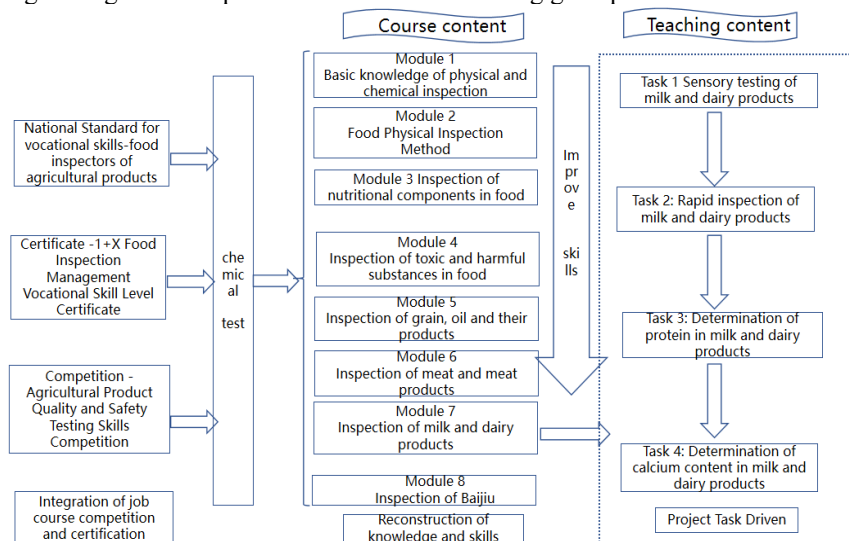 Course content
Teaching content
National Standard for
vocational skills-food
inspectors of
agricultural products
Certificate -1+X Food
Inspection
Management
Vocational Skill Level
Certificate
Competition -
Agricultural Product
Quality and Safety
Testing Skills
Competition
Integration of job
course competition
and certification
che
mic
al
test
Module 1
Basic knowledge of physical and
chemical inspection
Module 2
Food Physical Inspection
Method
Module 3 Inspection of
nutritional components in food
Module 4
Inspection of toxic and harmful
substances in food
Module 5
Inspection of grain, oil and their
products
Module 6
Inspection of meat and meat
products
Module 7
Inspection of milk and dairy
products
Module 8
Inspection of Baijiu
Reconstruction of
knowledge and skills
Im
pr
ov
e
ski
lls
Task 1 Sensory testing of
milk and dairy products
Task 2: Rapid inspection of
milk and dairy products
Task 3: Determination of
protein in milk and dairy
products
Task 4: Determination of
calcium content in milk and
dairy products
Project Task Driven